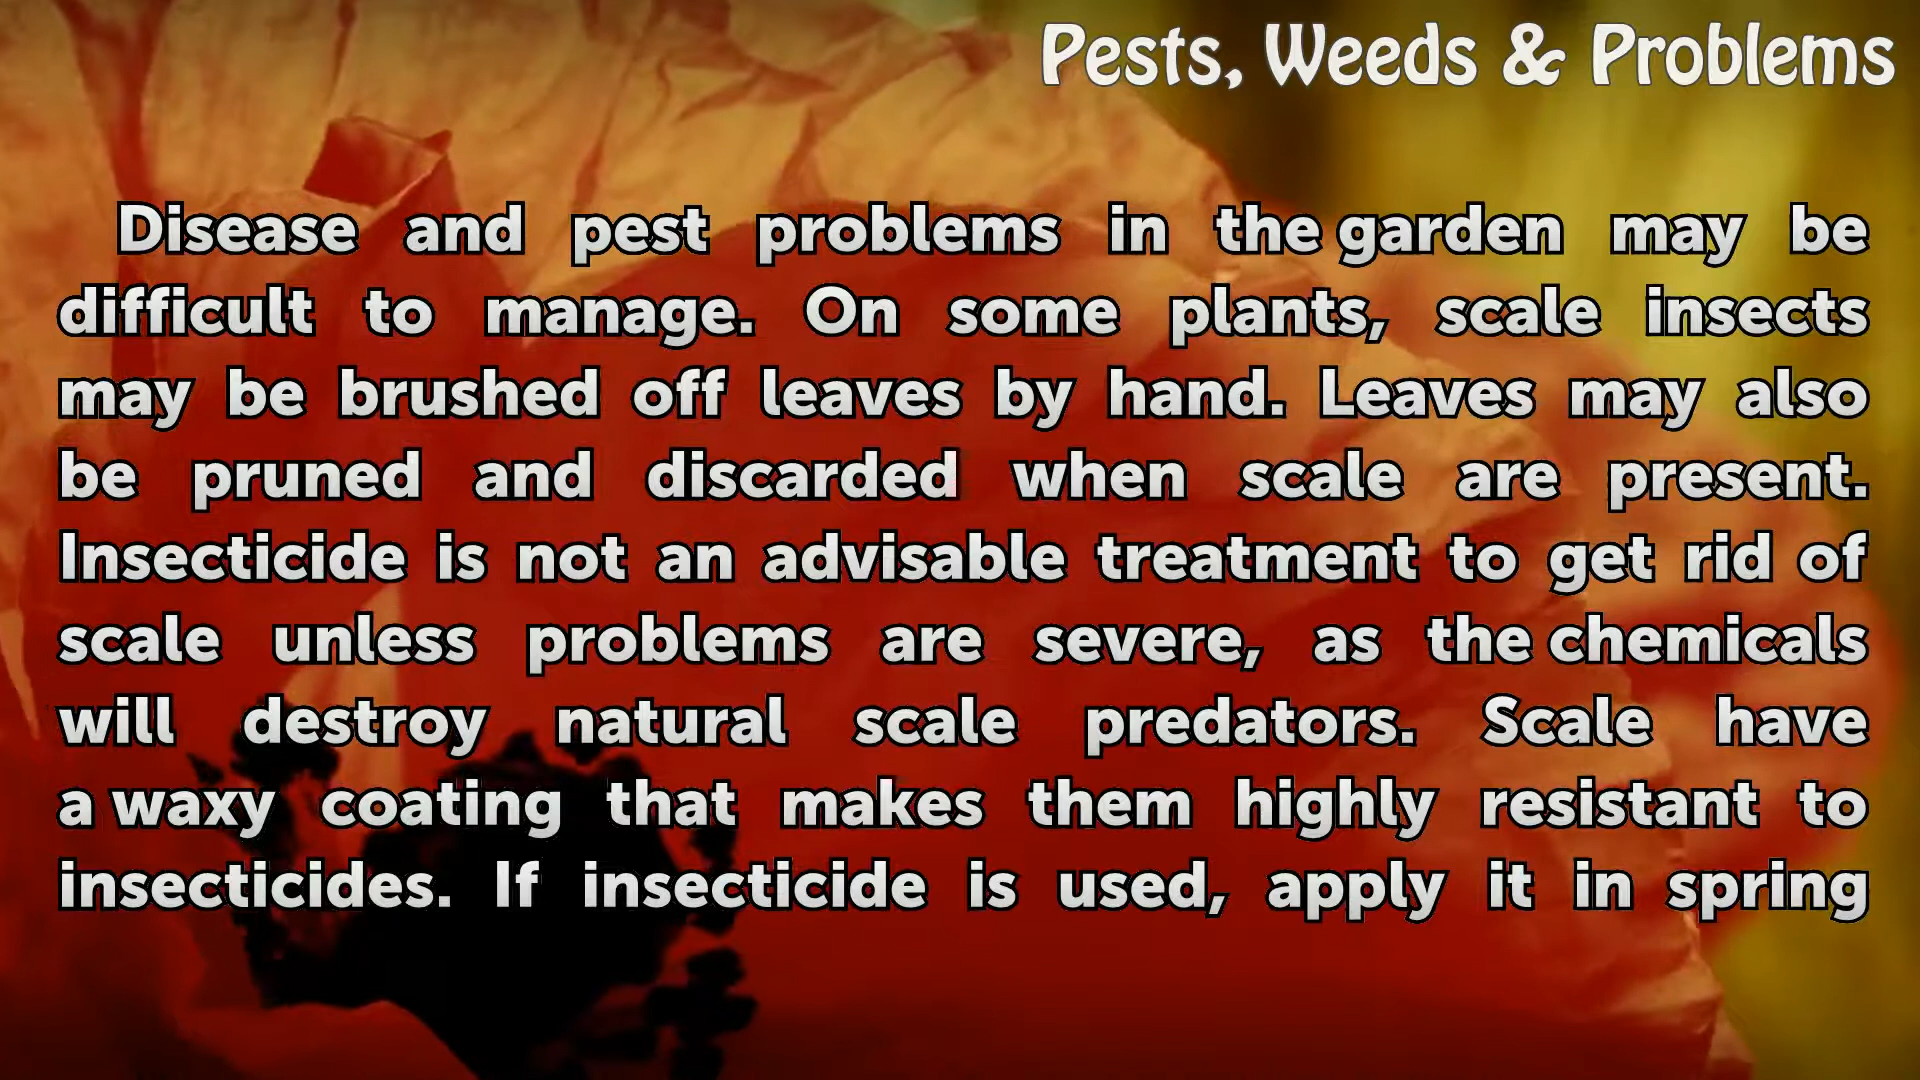 Pests, Weeds & Problems
Disease and pest problems in the garden may be
difficult to manage. On some plants, scale insects
may be brushed off leaves by hand. Leaves may also
be pruned and discarded when scale are present.
Insecticide is not an advisable treatment to get rid of
scale unless problems are severe, as the chemicals
will destroy natural scale predators. Scale have
a waxy coating that makes them highly resistant to
insecticides. If insecticide is used, apply it in spring